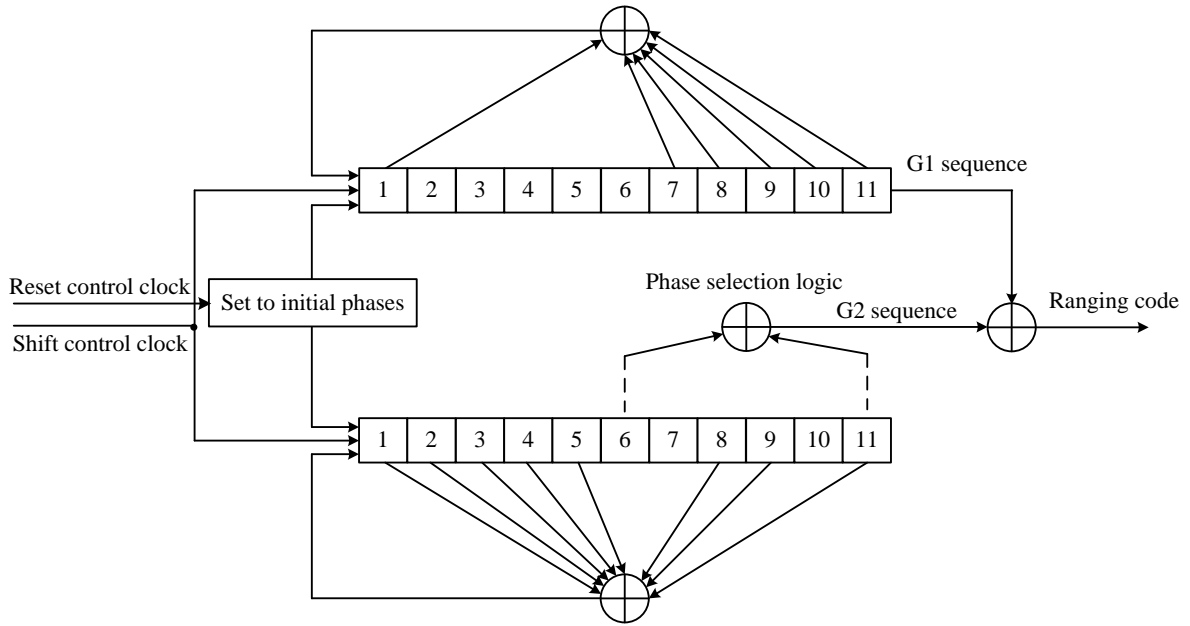 1 2 3 4 5 6 7 8 9 10 11
G1 sequence
Reset control clock
Set to initial phases
Shift control clock
Phase selection logic
G2 sequence
Ranging code
1 2 3 4 5 6 7 8 9 10 11